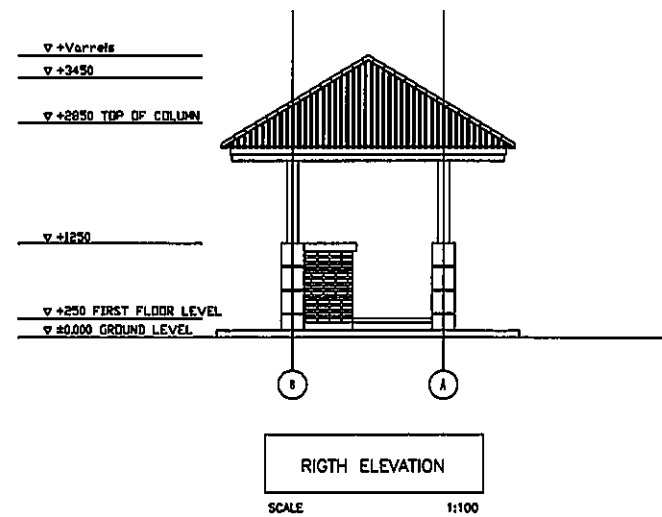 +Varreis
+3450
+2850 TOP OF COLUMN
+1250
+250 FIRST FLOOR LEVEL
±0.000 GROUND LEVEL
B A
RIGTH ELEVATION
SCALE 1:100